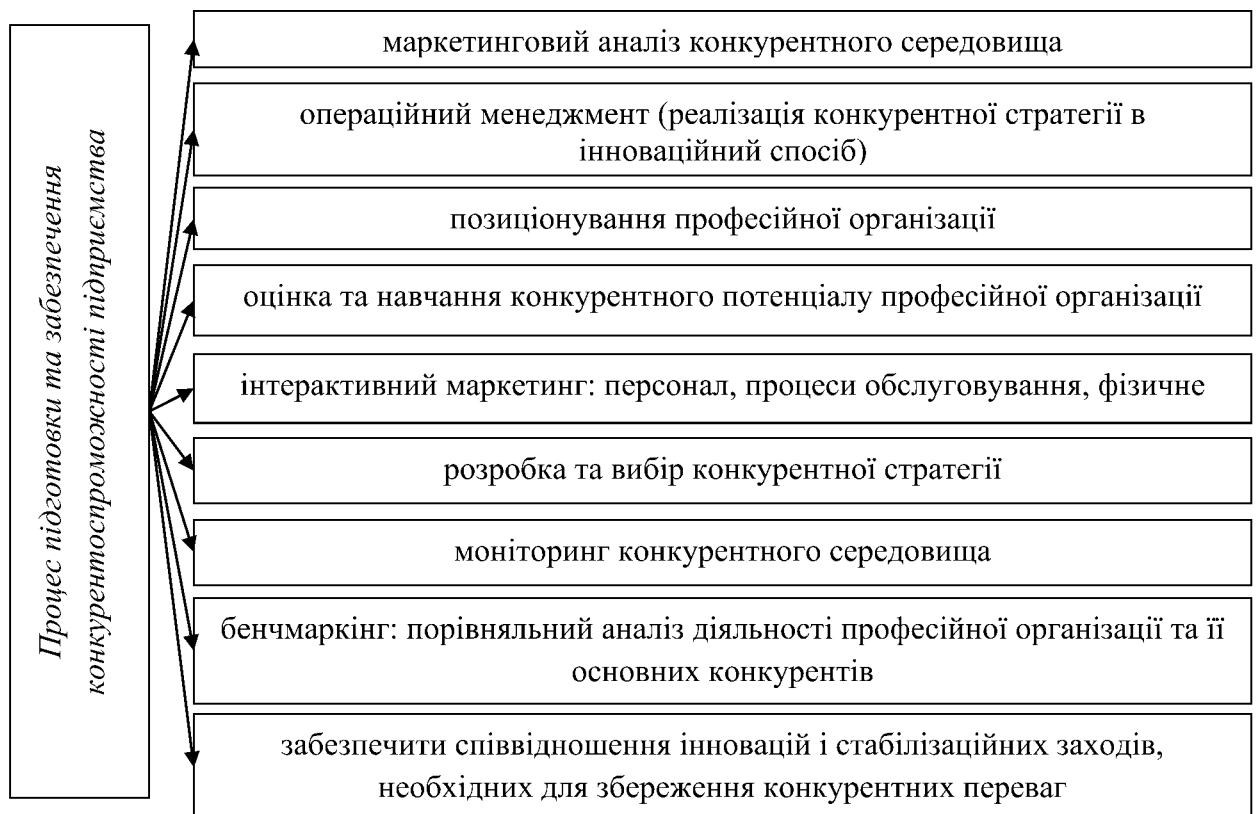 Процес підготовки та забезпечення
конкурентоспроможності підприємства
маркетинговий аналіз конкурентного середовища
операційний менеджмент (реалізація конкурентної стратегії в
інноваційний спосіб)
позиціонування професійної організації
оцінка та навчання конкурентного потенціалу професійної організації
інтерактивний маркетинг: персонал, процеси обслуговування, фізичне
розробка та вибір конкурентної стратегії
моніторинг конкурентного середовища
бенчмаркінг: порівняльний аналіз діяльності професійної організації та її
основних конкурентів
забезпечити співвідношення інновацій і стабілізаційних заходів,
необхідних для збереження конкурентних переваг